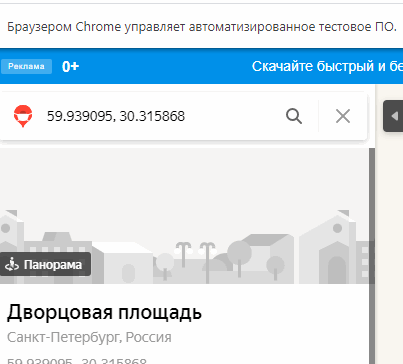 Браузером Chrome управляет автоматизированное тестовое ПО.
Реклама 0+ Скачайте быстрый и бе
59.939095, 30.315868
Панорама
Дворцовая площадь
Санкт-Петербург, Россия
59.939095, 30.315868